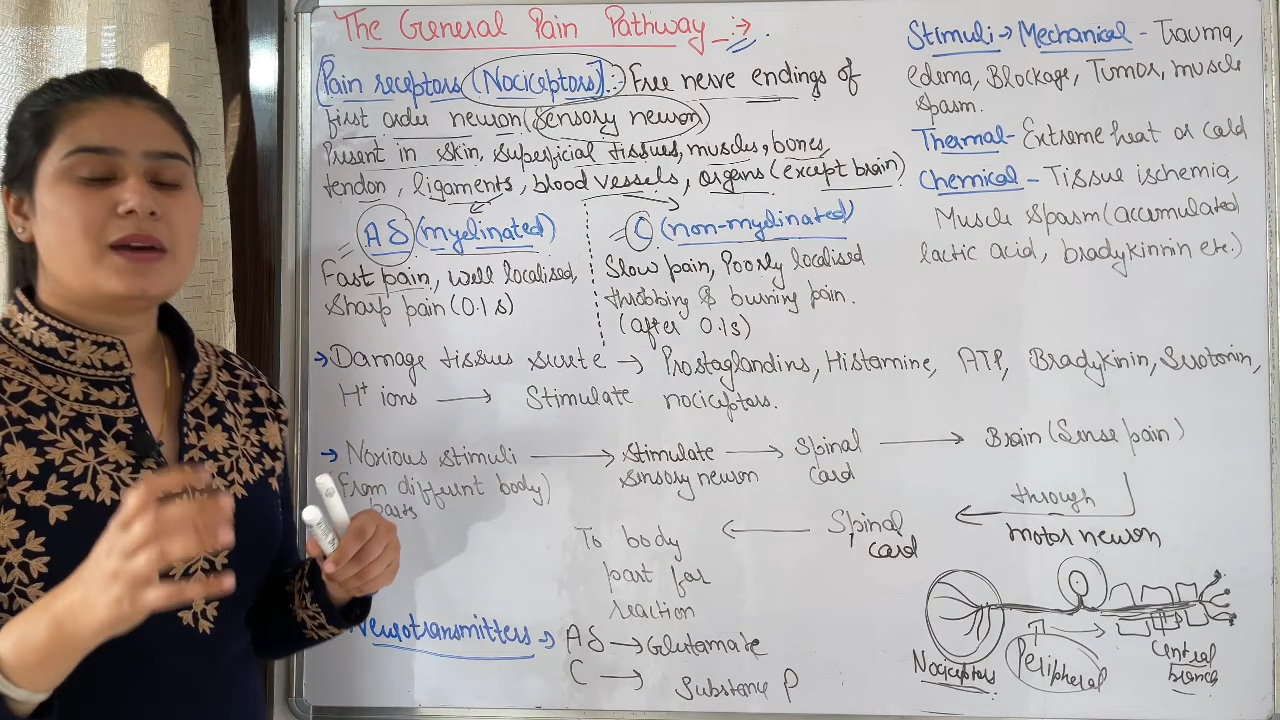 The General Pain Pathway
Pain receptors (Nociceptors) :- Free nerve endings of
first order neuron (sensory neuron)
Present in skin, superficial tissues, muscles, bones,
tendon, ligaments, blood vessels, organs (except brain)
Aδ (myelinated)
Fast pain, well localised,
Sharp pain (0.1 s)
C (non-myelinated)
Slow pain, Poorly localised
throbbing & burning pain.
(after 0.1s)
→ Damage tissues secrete → Prostaglandins, Histamine, ATP, Bradykinin, Serotonin,
H+ ions → Stimulate nociceptors.
→ Noxious stimuli → Stimulate → Spinal → Brain (Sense pain)
(From diffrent body) sensory neuron Cord
parts
through
motor neuron
Spinal
Cord
To body
part for
reaction
Neurotransmitters → Aδ → Glutamate
C → Substance P
Stimuli → Mechanical - Trauma,
edema, Blockage, Tumor, muscle
spasm.
Thermal - Extreme heat or cold
Chemical - Tissue ischemia,
Muscle spasm (accumulated
lactic acid, bradykinnin etc.)
Nociceptors
Peripheral
Central
branch